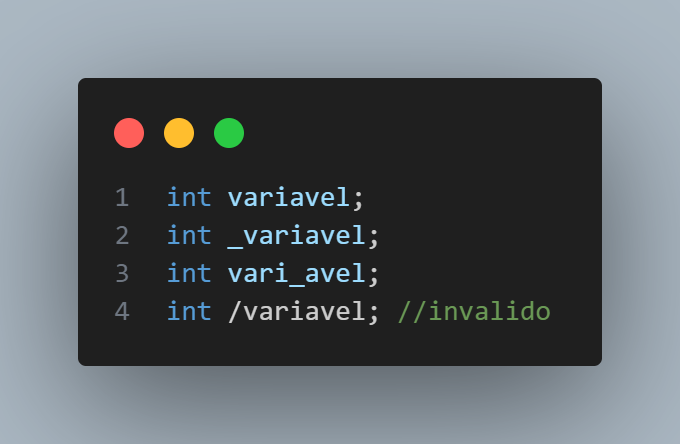 1 int variavel;
2 int _variavel;
3 int vari_avel;
4 int /variavel; //invalido